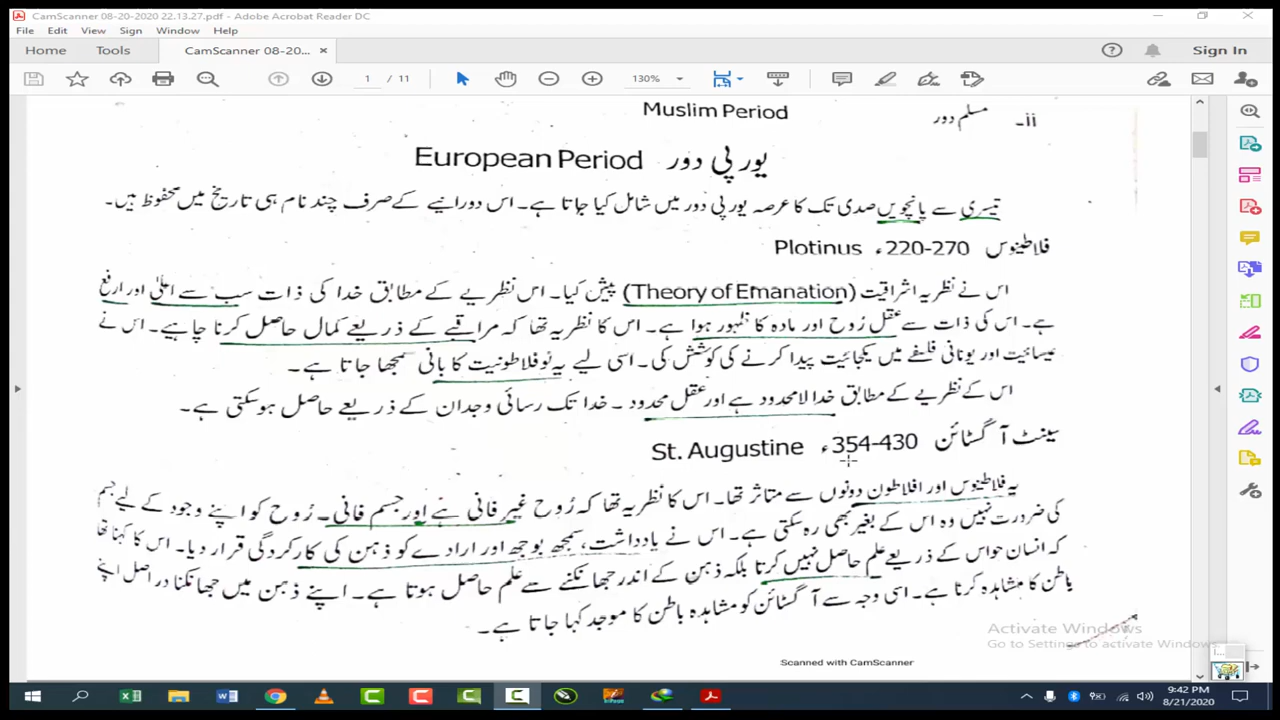 CamScanner 08-20-2020 22.13.27.pdf - Adobe Acrobat Reader DC
File Edit View Sign Window Help
Home Tools CamScanner 08-20... × Sign In
1 / 11 130%
ii۔ مسلم دور Muslim Period
یورپی دور European Period
تیسری سے پانچویں صدی تک کا عرصہ یورپی دور میں شامل کیا جاتا ہے۔ اس دورانیے کے صرف چند نام ہی تاریخ میں محفوظ ہیں۔
فلاطینوس 220-270ء Plotinus
اس نے نظریہ اشراقیت (Theory of Emanation) پیش کیا۔ اس نظریے کے مطابق خدا کی ذات سب سے اعلیٰ اور ارفع
ہے۔ اس کی ذات سے عقل رُوح اور مادہ کا ظہور ہوا ہے۔ اس کا نظریہ تھا کہ مراقبے کے ذریعے کمال حاصل کرنا چاہیے۔ اس نے
عیسائیت اور یونانی فلسفے میں یکجائیت پیدا کرنے کی کوشش کی۔ اسی لیے یہ نوفلاطونیت کا بانی سمجھا جاتا ہے۔
اس کے نظریے کے مطابق خدا لامحدود ہے اور عقل محدود ۔ خدا تک رسائی وجدان کے ذریعے حاصل ہوسکتی ہے۔
سینٹ آگسٹائن 354-430ء St. Augustine
یہ فلاطینوس اور افلاطون دونوں سے متاثر تھا۔ اس کا نظریہ تھا کہ رُوح غیر فانی ہے اور جسم فانی۔ رُوح کو اپنے وجود کے لیے جسم
کی ضرورت نہیں وہ اس کے بغیر بھی رہ سکتی ہے۔ اس نے یادداشت، سمجھ بوجھ اور ارادے کو ذہن کی کارکردگی قرار دیا۔ اس کا کہنا تھا
کہ انسان حواس کے ذریعے علم حاصل نہیں کرتا بلکہ ذہن کے اندر جھانکنے سے علم حاصل ہوتا ہے۔ اپنے ذہن میں جھانکنا دراصل اپنے
باطن کا مشاہدہ کرنا ہے۔ اسی وجہ سے آگسٹائن کو مشاہدہ باطن کا موجد کہا جاتا ہے۔
Activate Windows
Go to Settings to activate Windows.
Scanned with CamScanner
9:42 PM
8/21/2020